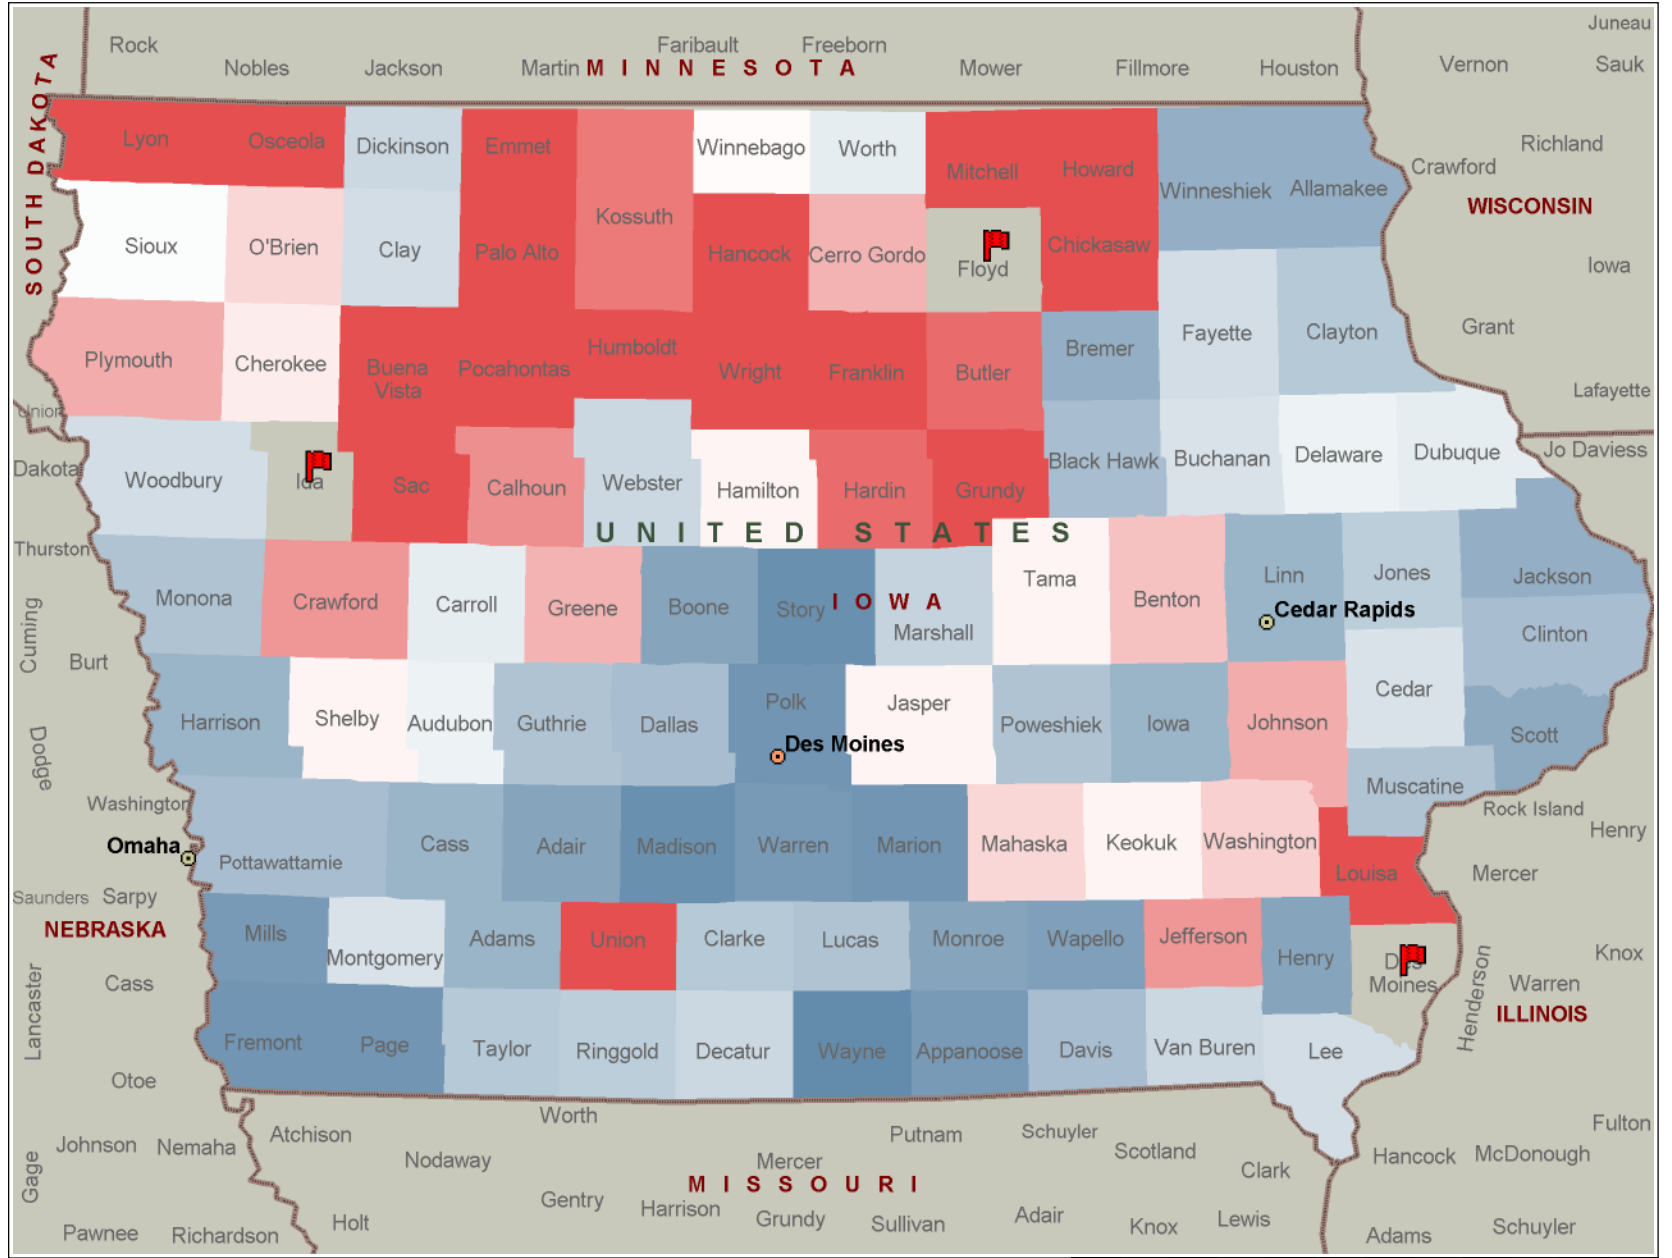 Juneau
Rock
Faribault
Freeborn
Nobles
Jackson
Martin
MINNESOTA
Mower
Fillmore
Houston
Vernon
Sauk
SOUTH DAKOTA
Lyon
Osceola
Dickinson
Emmet
Winnebago
Worth
Mitchell
Howard
Winneshiek
Allamakee
Crawford
Richland
WISCONSIN
Kossuth
Sioux
O'Brien
Clay
Palo Alto
Hancock
Cerro Gordo
Floyd
Chickasaw
Iowa
Plymouth
Cherokee
Buena
Vista
Pocahontas
Humboldt
Wright
Franklin
Butler
Bremer
Fayette
Clayton
Grant
Lafayette
Union
Dakota
Woodbury
Ida
Sac
Calhoun
Webster
Hamilton
Hardin
Grundy
Black Hawk
Buchanan
Delaware
Dubuque
Jo Daviess
UNITED STATES
Thurston
Monona
Crawford
Carroll
Greene
Boone
Story
IOWA
Marshall
Tama
Benton
Linn
Cedar Rapids
Jones
Jackson
Clinton
Cuming
Burt
Harrison
Shelby
Audubon
Guthrie
Dallas
Polk
Des Moines
Jasper
Poweshiek
Iowa
Johnson
Cedar
Scott
Dodge
Washington
Muscatine
Rock Island
Henry
Omaha
Pottawattamie
Cass
Adair
Madison
Warren
Marion
Mahaska
Keokuk
Washington
Louisa
Mercer
Saunders
Sarpy
NEBRASKA
Mills
Montgomery
Adams
Union
Clarke
Lucas
Monroe
Wapello
Jefferson
Henry
Des
Moines
Henderson
Knox
Warren
ILLINOIS
Lancaster
Cass
Fremont
Page
Taylor
Ringgold
Decatur
Wayne
Appanoose
Davis
Van Buren
Lee
Otoe
Worth
Fulton
Johnson
Nemaha
Atchison
Nodaway
Mercer
Putnam
Schuyler
Scotland
Clark
Hancock
McDonough
Gage
MISSOURI
Gentry
Harrison
Grundy
Sullivan
Adair
Knox
Lewis
Pawnee
Richardson
Holt
Adams
Schuyler